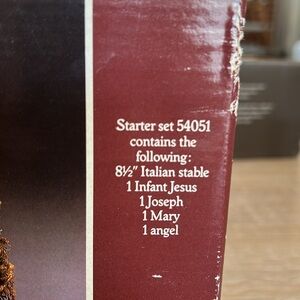 Starter set 54051
contains the
following:
8½" Italian stable
1 Infant Jesus
1 Joseph
1 Mary
1 angel